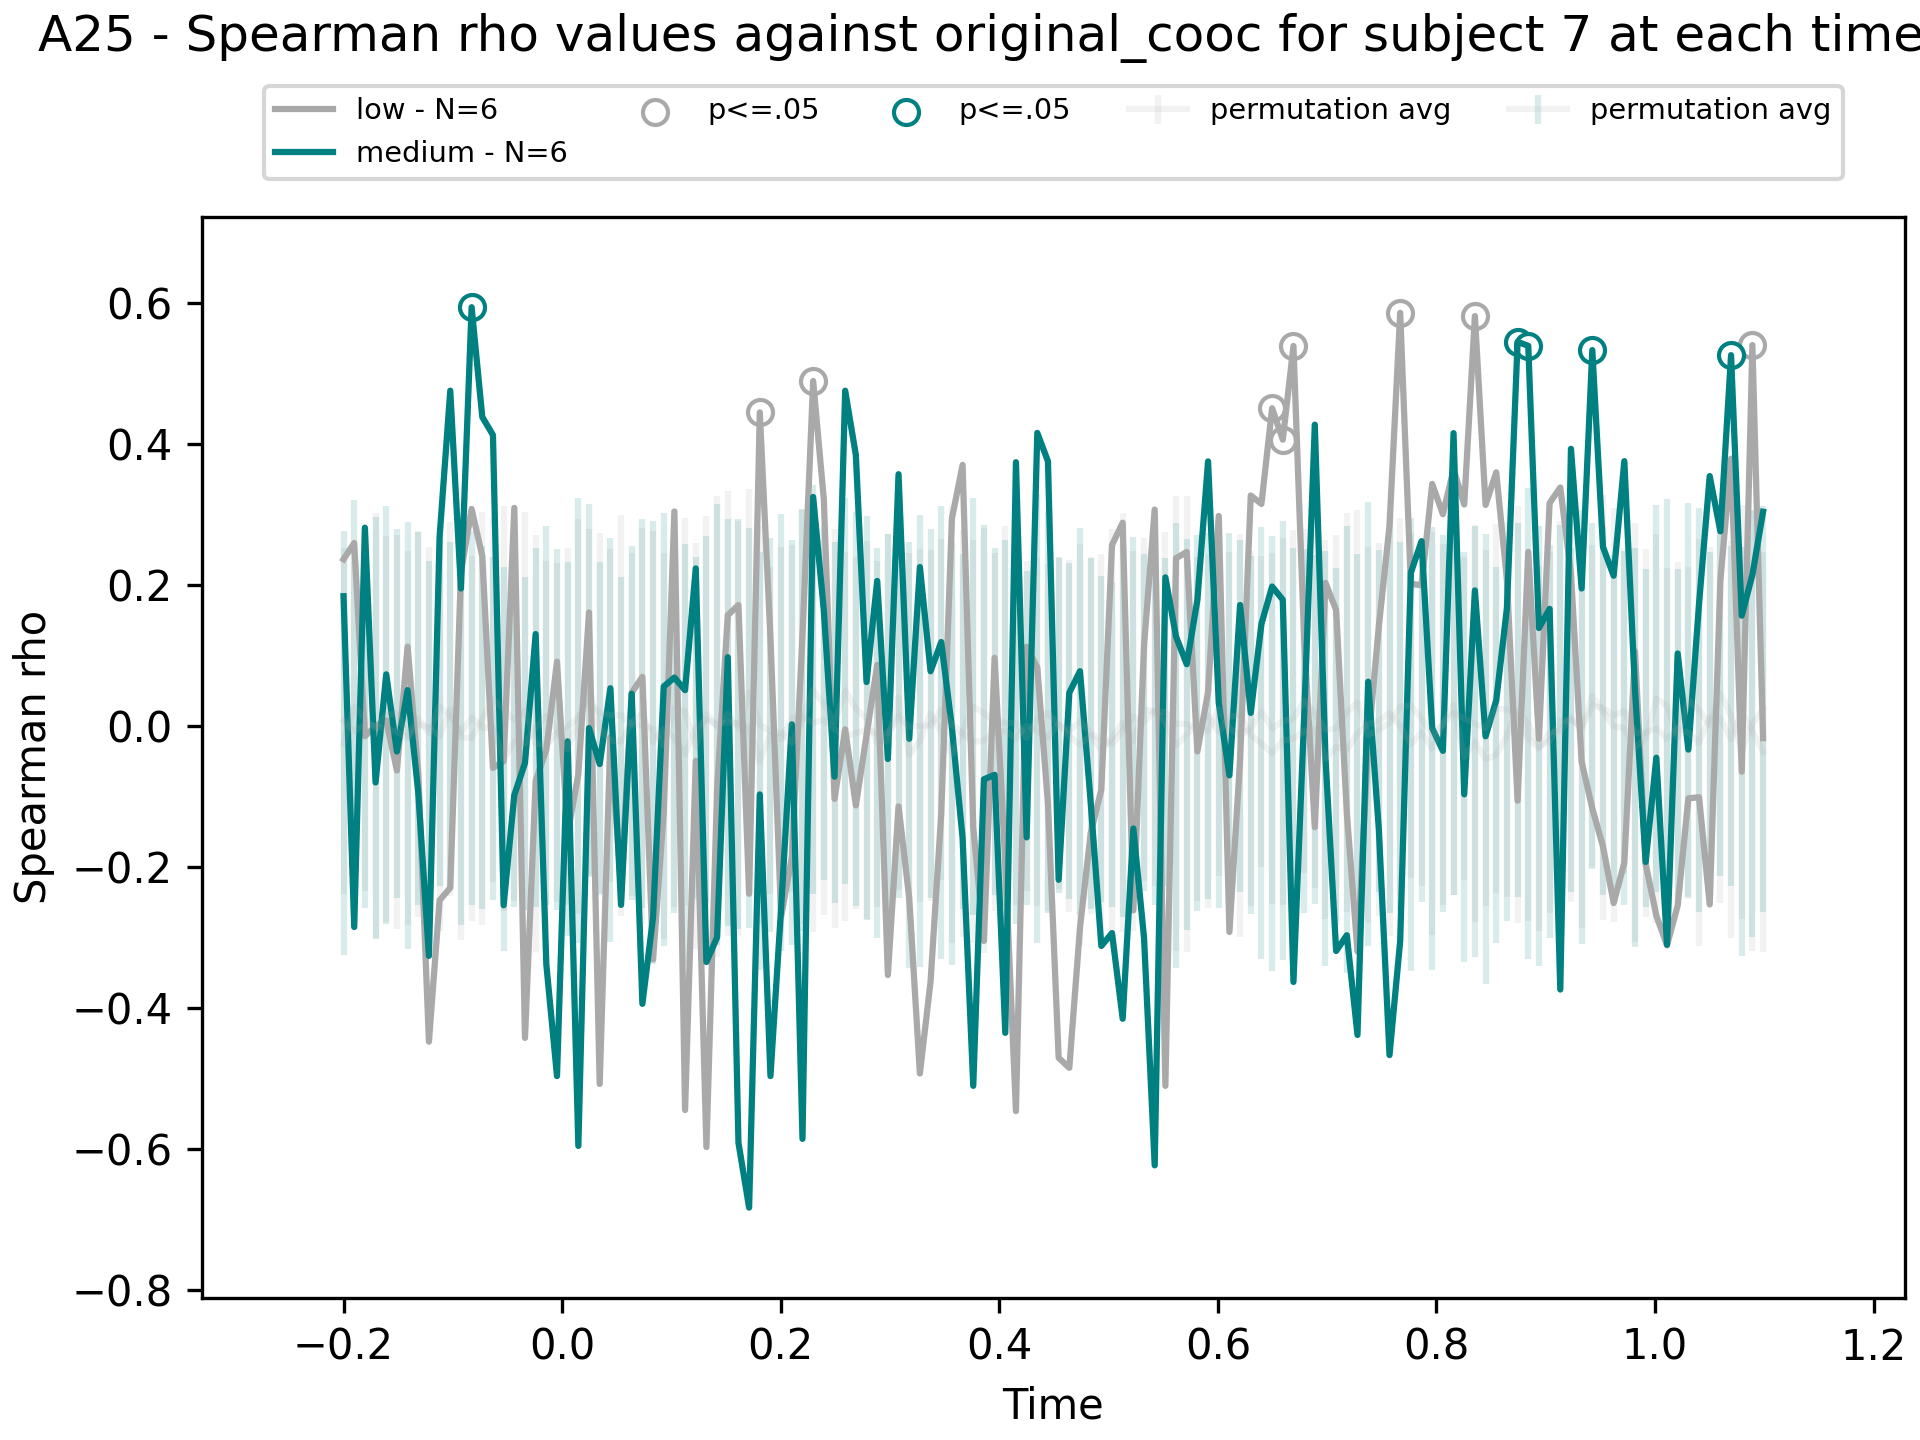 A25 - Spearman rho values against original_cooc for subject 7 at each time
low - N=6
medium - N=6
p<=.05
p<=.05
permutation avg
permutation avg
Spearman rho
0.6
0.4
0.2
0.0
−0.2
−0.4
−0.6
−0.8
−0.2
0.0
0.2
0.4
0.6
0.8
1.0
1.2
Time